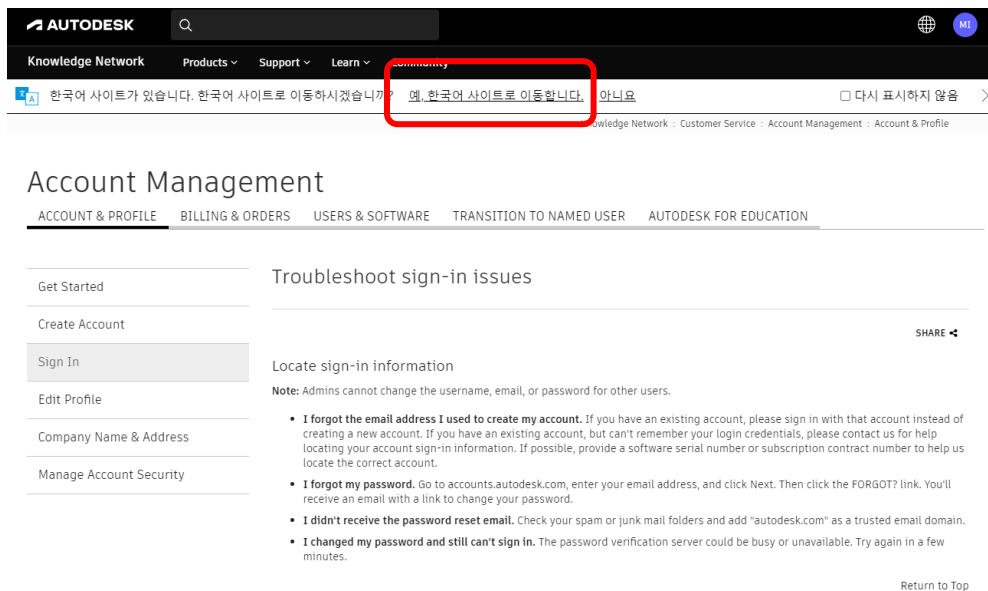 AUTODESK
MI
Knowledge Network Products Support Learn Community
한국어 사이트가 있습니다. 한국어 사이트로 이동하시겠습니까? 예, 한국어 사이트로 이동합니다. 아니요 다시 표시하지 않음
Knowledge Network : Customer Service : Account Management : Account & Profile
Account Management
ACCOUNT & PROFILE BILLING & ORDERS USERS & SOFTWARE TRANSITION TO NAMED USER AUTODESK FOR EDUCATION
Get Started
Create Account
Sign In
Edit Profile
Company Name & Address
Manage Account Security
Troubleshoot sign-in issues
SHARE
Locate sign-in information
Note: Admins cannot change the username, email, or password for other users.
• I forgot the email address I used to create my account. If you have an existing account, please sign in with that account instead of
creating a new account. If you have an existing account, but can't remember your login credentials, please contact us for help
locating your account sign-in information. If possible, provide a software serial number or subscription contract number to help us
locate the correct account.
• I forgot my password. Go to accounts.autodesk.com, enter your email address, and click Next. Then click the FORGOT? link. You'll
receive an email with a link to change your password.
• I didn't receive the password reset email. Check your spam or junk mail folders and add "autodesk.com" as a trusted email domain.
• I changed my password and still can't sign in. The password verification server could be busy or unavailable. Try again in a few
minutes.
Return to Top